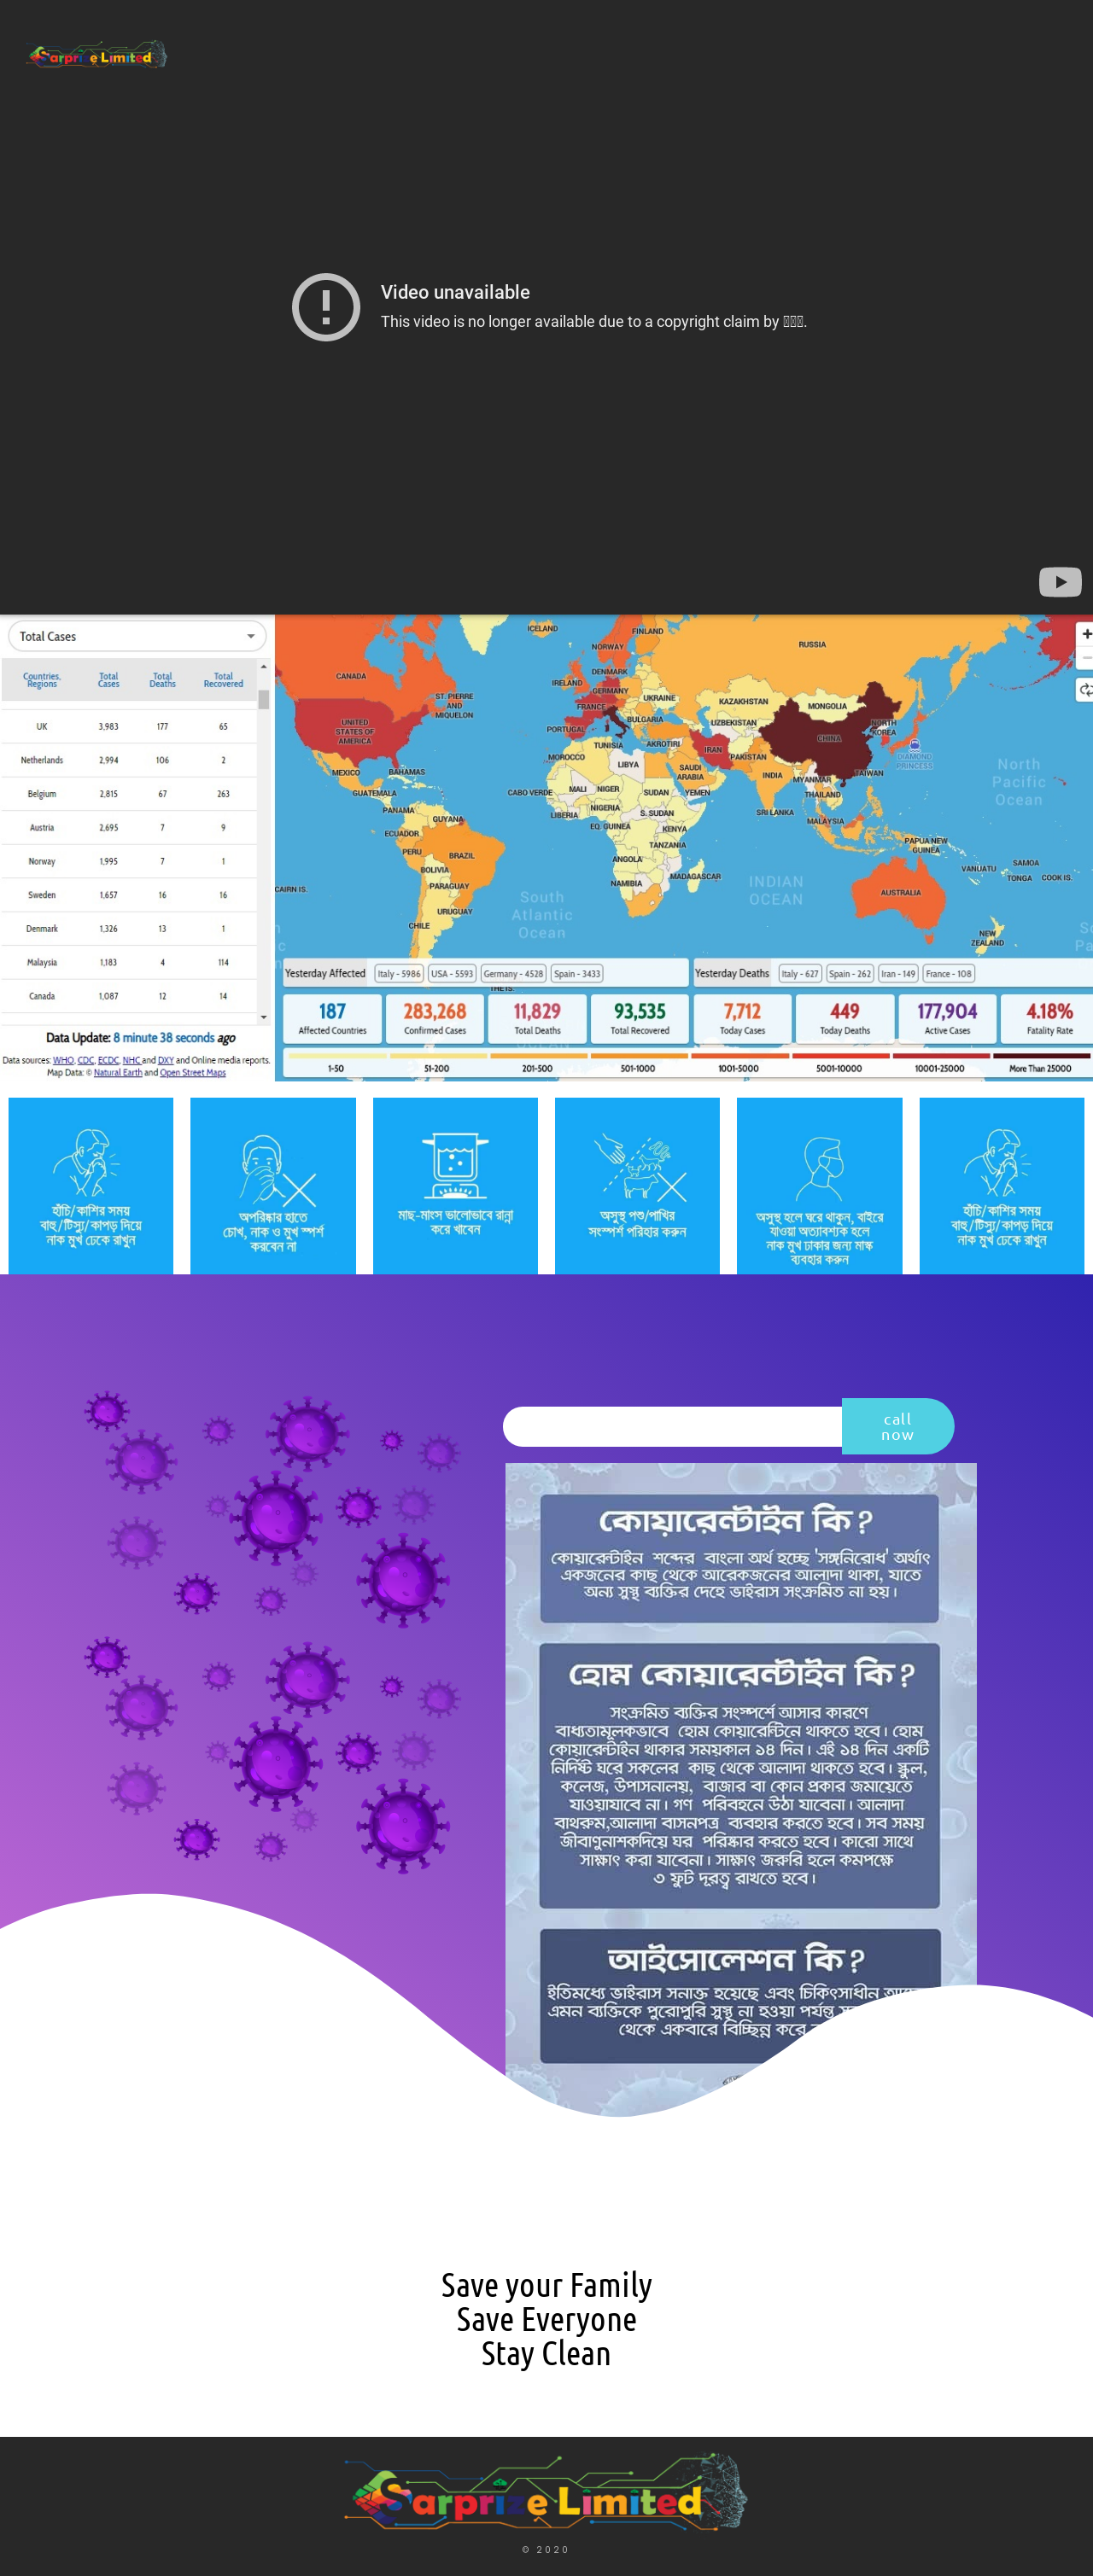 Sarprize Limited
Video unavailable
This video is no longer available due to a copyright claim by
Total Cases
Countries, Regions Total Cases Total Deaths Total Recovered
UK 3,983 177 65
Netherlands 2,994 106 2
Belgium 2,815 67 263
Austria 2,695 7 9
Norway 1,995 7 1
Sweden 1,657 16 16
Denmark 1,326 13 1
Malaysia 1,183 4 114
Canada 1,087 12 14
Data Update: 8 minute 38 seconds ago
Data sources: WHO, CDC, ECDC, NHC and DXY and Online media reports.
Map Data: © Natural Earth and Open Street Maps
ICELAND
FINLAND
RUSSIA
NORWAY
CANADA
DENMARK
IRELAND
GERMANY
ST. PIERRE
AND
MIQUELON
UKRAINE
KAZAKHSTAN
FRANCE
MONGOLIA
UNITED
STATES OF
AMERICA
BULGARIA
UZBEKISTAN
NORTH
KOREA
PORTUGAL
CHINA
TUNISIA
AKROTIRI
IRAN
PAKISTAN
MOROCCO
LIBYA
DIAMOND
PRINCESS
North
Pacific
Ocean
MEXICO
BAHAMAS
SAUDI
ARABIA
INDIA
MYANMAR
TAIWAN
GUATEMALA
CABO VERDE
MALI
NIGER
SUDAN
YEMEN
THAILAND
PANAMA
GUYANA
LIBERIA
NIGERIA
S. SUDAN
SRI LANKA
MALAYSIA
EQ. GUINEA
KENYA
ECUADOR
TANZANIA
PAPUA NEW
GUINEA
PERU
BRAZIL
ANGOLA
BOLIVIA
MADAGASCAR
VANUATU
SAMOA
TONGA
COOK IS.
PARAGUAY
NAMIBIA
INDIAN
OCEAN
AUSTRALIA
CAIRN IS.
South
Atlantic
Ocean
URUGUAY
CHILE
NEW
ZEALAND
Yesterday Affected Italy - 5986 USA - 5593 Germany - 4528 Spain - 3433
Yesterday Deaths Italy - 627 Spain - 262 Iran - 149 France - 108
187 283,268 11,829 93,535 7,712 449 177,904 4.18%
Affected Countries Confirmed Cases Total Deaths Total Recovered Today Cases Today Deaths Active Cases Fatality Rate
1-50 51-200 201-500 501-1000 1001-5000 5001-10000 10001-25000 More Than 25000
হাঁচি/কাশির সময়
বাহু/টিস্যু/কাপড় দিয়ে
নাক মুখ ঢেকে রাখুন
অপরিষ্কার হাতে
চোখ, নাক ও মুখ স্পর্শ
করবেন না
মাছ-মাংস ভালোভাবে রান্না
করে খাবেন
অসুস্থ পশু/পাখির
সংস্পর্শ পরিহার করুন
অসুস্থ হলে ঘরে থাকুন, বাইরে
যাওয়া অত্যাবশ্যক হলে
নাক মুখ ঢাকার জন্য মাস্ক
ব্যবহার করুন
হাঁচি/কাশির সময়
বাহু/টিস্যু/কাপড় দিয়ে
নাক মুখ ঢেকে রাখুন
call
now
কোয়ারেন্টাইন কি?
কোয়ারেন্টাইন শব্দের বাংলা অর্থ হচ্ছে 'সঙ্গনিরোধ' অর্থাৎ
একজনের কাছ থেকে আরেকজনের আলাদা থাকা, যাতে
অন্য সুস্থ ব্যক্তির দেহে ভাইরাস সংক্রমিত না হয়।
হোম কোয়ারেন্টাইন কি?
সংক্রমিত ব্যক্তির সংস্পর্শে আসার কারণে
বাধ্যতামূলকভাবে হোম কোয়ারেন্টিনে থাকতে হবে। হোম
কোয়ারেন্টাইন থাকার সময়কাল ১৪ দিন। এই ১৪ দিন একটি
নির্দিষ্ট ঘরে সকলের কাছ থেকে আলাদা থাকতে হবে। স্কুল,
কলেজ, উপাসনালয়, বাজার বা কোন প্রকার জমায়েতে
যাওয়াযাবে না। গণ পরিবহনে উঠা যাবেনা। আলাদা
বাথরুম,আলাদা বাসনপত্র ব্যবহার করতে হবে। সব সময়
জীবাণুনাশকদিয়ে ঘর পরিষ্কার করতে হবে। কারো সাথে
সাক্ষাৎ করা যাবেনা। সাক্ষাৎ জরুরি হলে কমপক্ষে
৩ ফুট দূরত্ব রাখতে হবে।
আইসোলেশন কি?
ইতিমধ্যে ভাইরাস সনাক্ত হয়েছে এবং চিকিৎসাধীন
এমন ব্যক্তিকে পুরোপুরি সুস্থ না হওয়া পর্যন্ত
থেকে একবারে বিচ্ছিন্ন করে
Save your Family
Save Everyone
Stay Clean
Sarprize Limited
© 2020